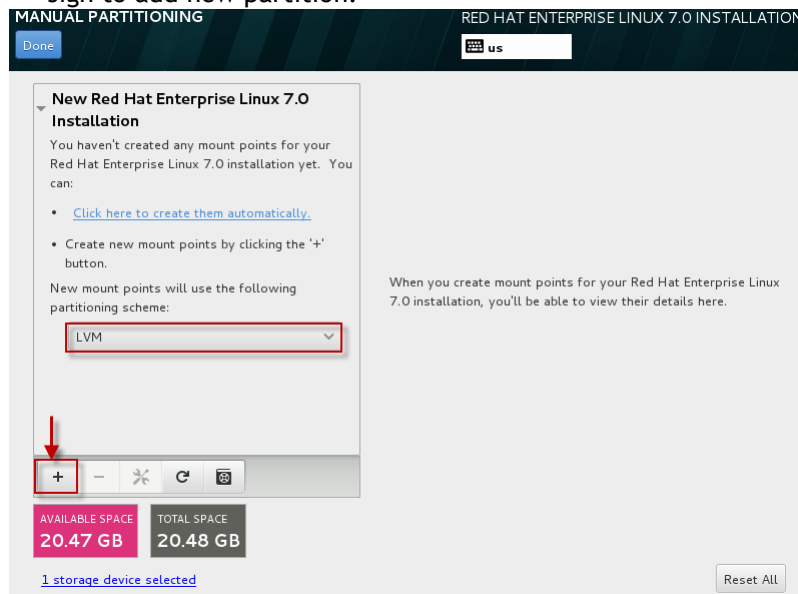 sign to add new partition.
MANUAL PARTITIONING
RED HAT ENTERPRISE LINUX 7.0 INSTALLATION
Done
us
New Red Hat Enterprise Linux 7.0
Installation
You haven't created any mount points for your
Red Hat Enterprise Linux 7.0 installation yet. You
can:
• Click here to create them automatically.
• Create new mount points by clicking the '+'
button.
New mount points will use the following
partitioning scheme:
LVM
When you create mount points for your Red Hat Enterprise Linux
7.0 installation, you'll be able to view their details here.
+ −
AVAILABLE SPACE
20.47 GB
TOTAL SPACE
20.48 GB
1 storage device selected
Reset All